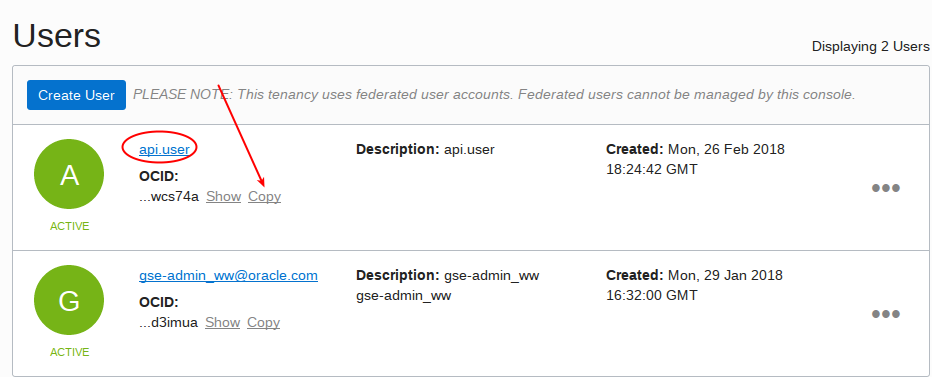 Users
Displaying 2 Users
Create User PLEASE NOTE: This tenancy uses federated user accounts. Federated users cannot be managed by this console.
A
ACTIVE
api.user
OCID:
...wcs74a Show Copy
Description: api.user
Created: Mon, 26 Feb 2018
18:24:42 GMT
•••
G
ACTIVE
gse-admin_ww@oracle.com
OCID:
...d3imua Show Copy
Description: gse-admin_ww
gse-admin_ww
Created: Mon, 29 Jan 2018
16:32:00 GMT
•••